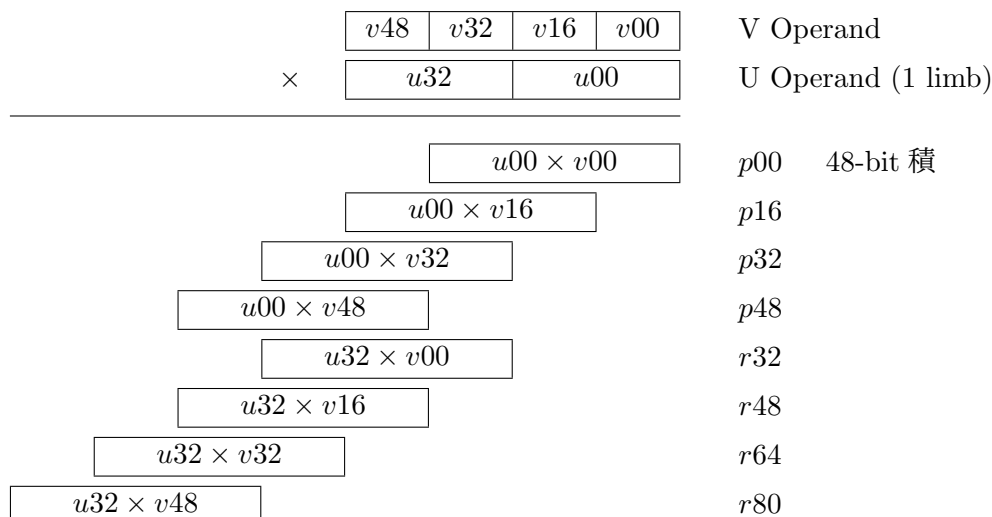 v48 v32 v16 v00 V Operand
× u32 u00 U Operand (1 limb)
u00 × v00 p00 48-bit 積
u00 × v16 p16
u00 × v32 p32
u00 × v48 p48
u32 × v00 r32
u32 × v16 r48
u32 × v32 r64
u32 × v48 r80